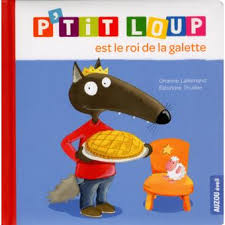 P'TIT LOUP
est le roi de la galette
Orianne Lallemand
Éléonore Thuillier
AUZOU éveil